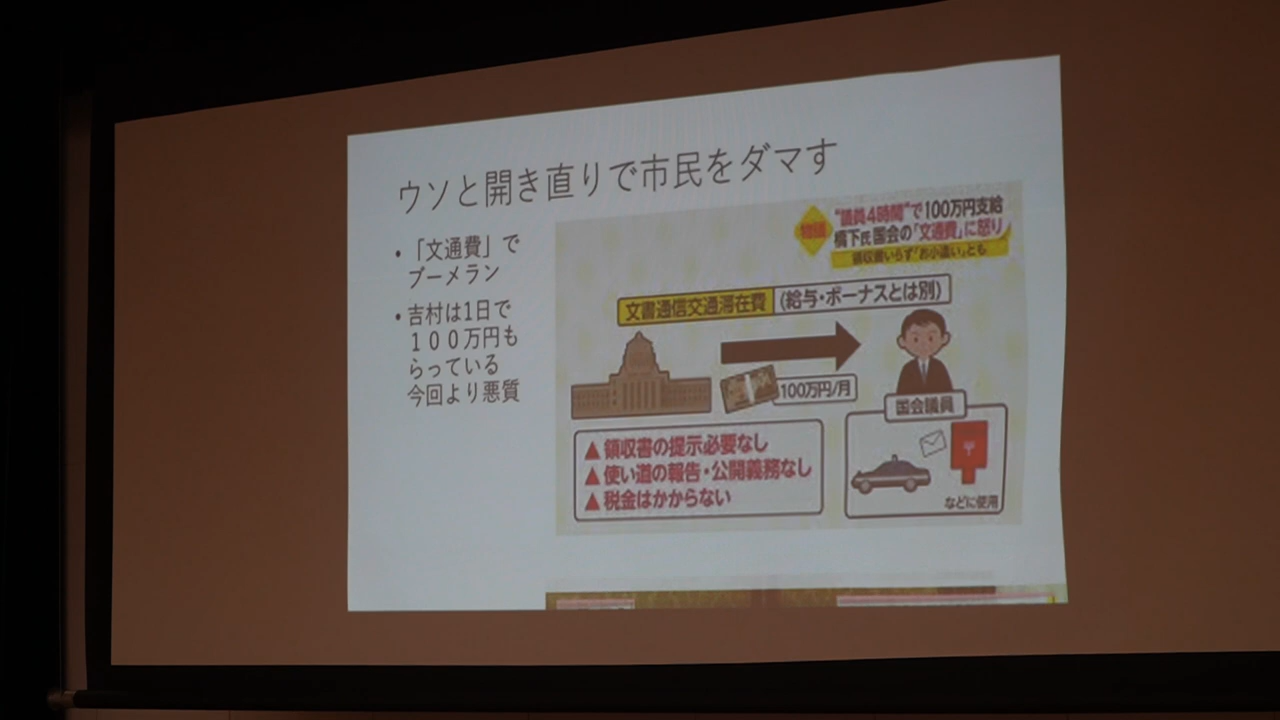 ウソと開き直りで市民をダマす
•「文通費」で
ブーメラン
•吉村は1日で
１００万円も
らっている
今回より悪質
物議
“議員4時間”で100万円支給
橋下氏 国会の「文通費」に怒り
領収書いらず「お小遣い」とも
文書通信交通滞在費（給与・ボーナスとは別）
100万円/月
国会議員
▲領収書の提示必要なし
▲使い道の報告・公開義務なし
▲税金はかからない
〒
などに使用